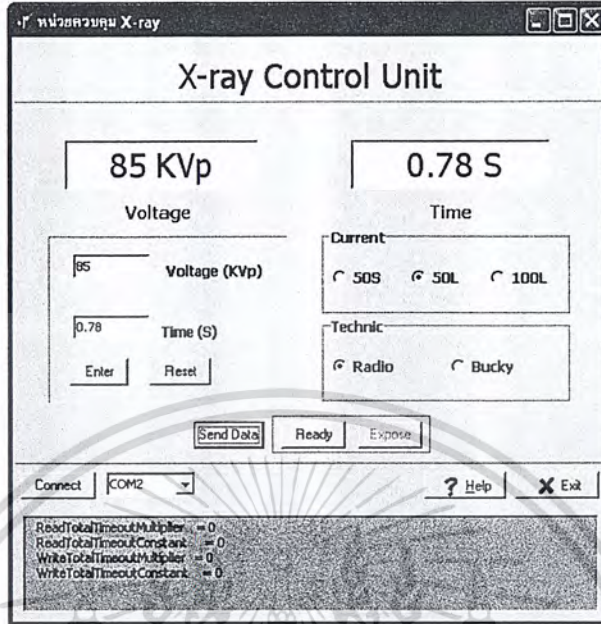 หน่วยควบคุม X-ray
X-ray Control Unit
85 KVp
0.78 S
Voltage
Time
85
Voltage (KVp)
0.78
Time (S)
Enter
Reset
Current
50S
50L
100L
Technic
Radio
Bucky
Send Data
Ready
Expose
Connect
COM2
? Help
X Exit
ReadTotalTimeoutMultiplier = 0
ReadTotalTimeoutConstant = 0
WriteTotalTimeoutMultiplier = 0
WriteTotalTimeoutConstant = 0